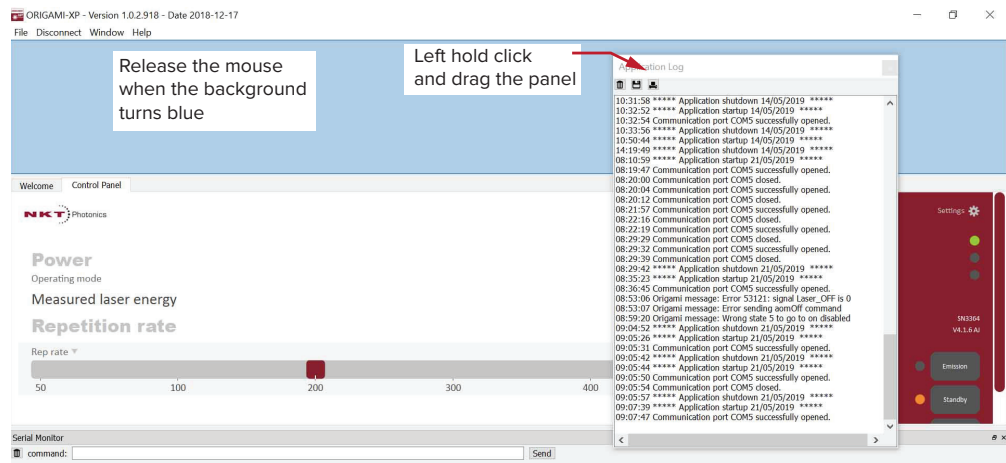 ORIGAMI-XP - Version 1.0.2.918 - Date 2018-12-17
File Disconnect Window Help
Release the mouse
when the background
turns blue
Left hold click
and drag the panel
Application Log
10:31:58 ***** Application shutdown 14/05/2019 *****
10:32:52 ***** Application startup 14/05/2019 *****
10:32:54 Communication port COM5 successfully opened.
10:33:56 ***** Application shutdown 14/05/2019 *****
10:50:44 ***** Application startup 14/05/2019 *****
14:19:49 ***** Application shutdown 14/05/2019 *****
08:10:59 ***** Application startup 21/05/2019 *****
08:19:47 Communication port COM5 successfully opened.
08:20:00 Communication port COM5 closed.
08:20:04 Communication port COM5 successfully opened.
08:20:12 Communication port COM5 closed.
08:21:57 Communication port COM5 successfully opened.
08:22:16 Communication port COM5 closed.
08:22:19 Communication port COM5 successfully opened.
08:29:29 Communication port COM5 closed.
08:29:32 Communication port COM5 successfully opened.
08:29:39 Communication port COM5 closed.
08:29:42 ***** Application shutdown 21/05/2019 *****
08:35:23 ***** Application startup 21/05/2019 *****
08:36:45 Communication port COM5 successfully opened.
08:53:06 Origami message: Error 53121: signal Laser_OFF is 0
08:53:07 Origami message: Error sending aomOff command
08:59:20 Origami message: Wrong state 5 to go to on disabled
09:04:52 ***** Application shutdown 21/05/2019 *****
09:05:26 ***** Application startup 21/05/2019 *****
09:05:31 Communication port COM5 successfully opened.
09:05:42 ***** Application shutdown 21/05/2019 *****
09:05:44 ***** Application startup 21/05/2019 *****
09:05:50 Communication port COM5 successfully opened.
09:05:54 Communication port COM5 closed.
09:05:57 ***** Application shutdown 21/05/2019 *****
09:07:39 ***** Application startup 21/05/2019 *****
09:07:47 Communication port COM5 successfully opened.
Welcome Control Panel
NKT Photonics
Settings
Power
Operating mode
Measured laser energy
Repetition rate
SN3364
V4.1.6 AJ
Rep rate
50 100 200 300 400
Emission
Standby
Serial Monitor
command:
Send